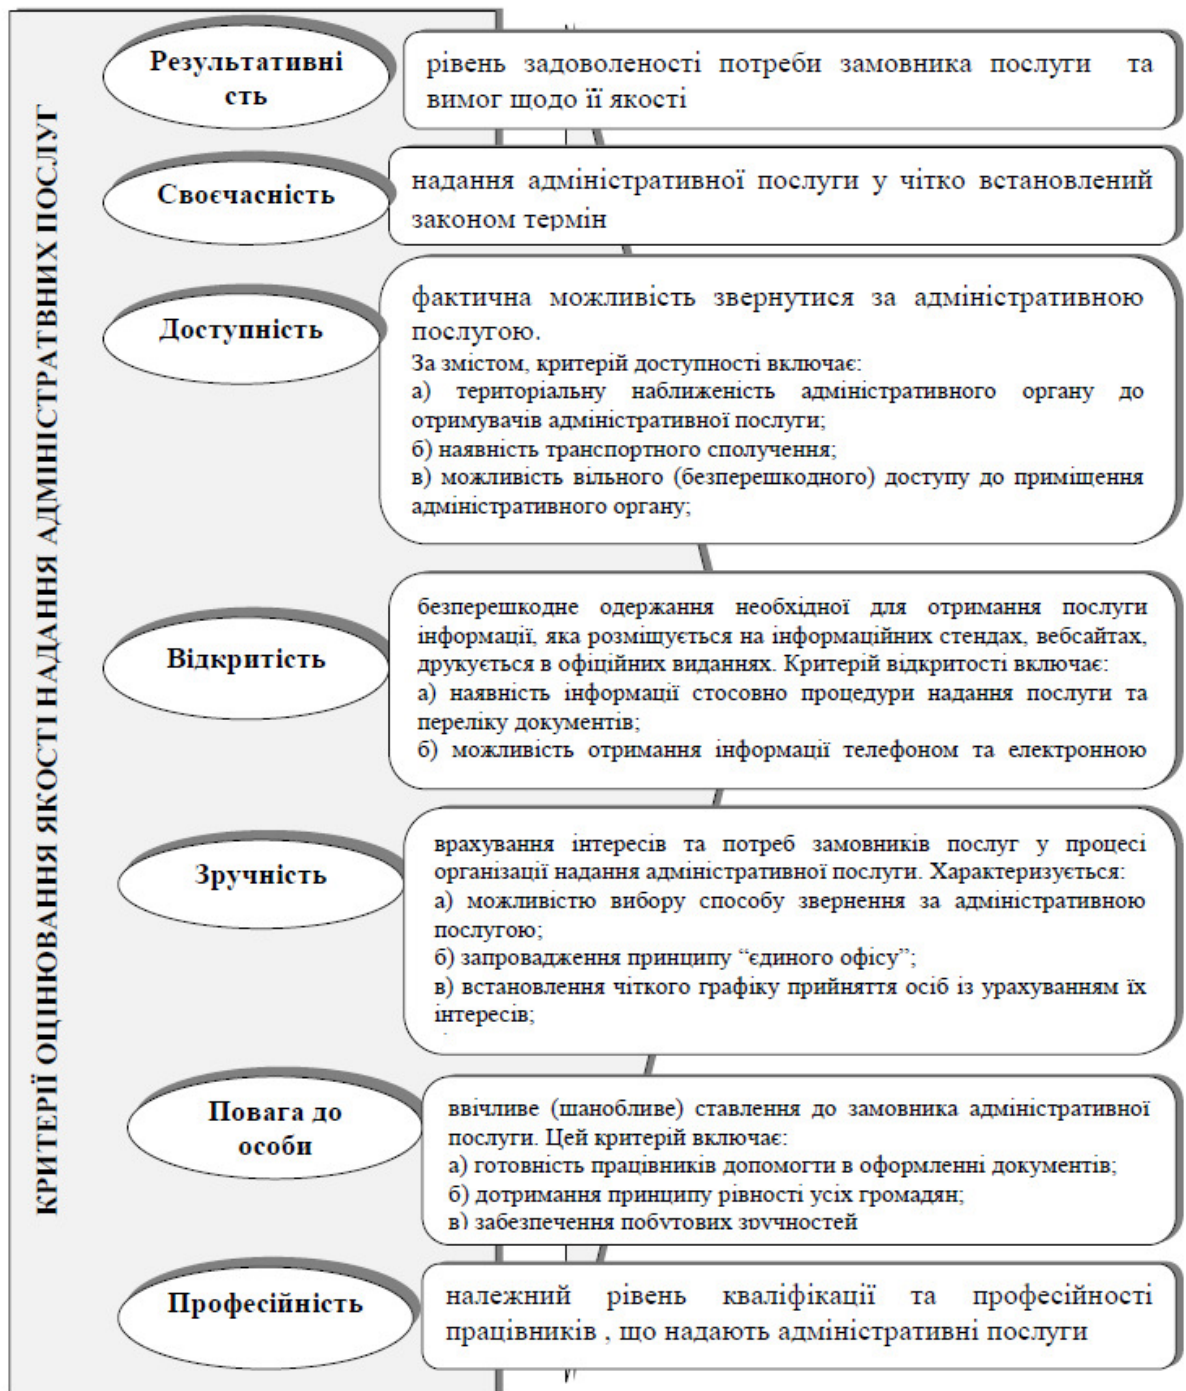 КРИТЕРІЇ ОЦІНЮВАННЯ ЯКОСТІ НАДАННЯ АДМІНІСТРАТВНИХ ПОСЛУГ
Результативні
сть
рівень задоволеності потреби замовника послуги та
вимог щодо її якості
Своєчасність
надання адміністративної послуги у чітко встановлений
законом термін
Доступність
фактична можливість звернутися за адміністративною
послугою.
За змістом, критерій доступності включає:
а) територіальну наближеність адміністративного органу до
отримувачів адміністративної послуги;
б) наявність транспортного сполучення;
в) можливість вільного (безперешкодного) доступу до приміщення
адміністративного органу;
Відкритість
безперешкодне одержання необхідної для отримання послуги
інформації, яка розміщується на інформаційних стендах, вебсайтах,
друкується в офіційних виданнях. Критерій відкритості включає:
а) наявність інформації стосовно процедури надання послуги та
переліку документів;
б) можливість отримання інформації телефоном та електронною
Зручність
врахування інтересів та потреб замовників послуг у процесі
організації надання адміністративної послуги. Характеризується:
а) можливістю вибору способу звернення за адміністративною
послугою;
б) запровадження принципу “єдиного офісу”;
в) встановлення чіткого графіку прийняття осіб із урахуванням їх
інтересів;
Повага до
особи
ввічливе (шанобливе) ставлення до замовника адміністративної
послуги. Цей критерій включає:
а) готовність працівників допомогти в оформленні документів;
б) дотримання принципу рівності усіх громадян;
в) забезпечення побутових зручностей
Професійність
належний рівень кваліфікації та професійності
працівників , що надають адміністративні послуги